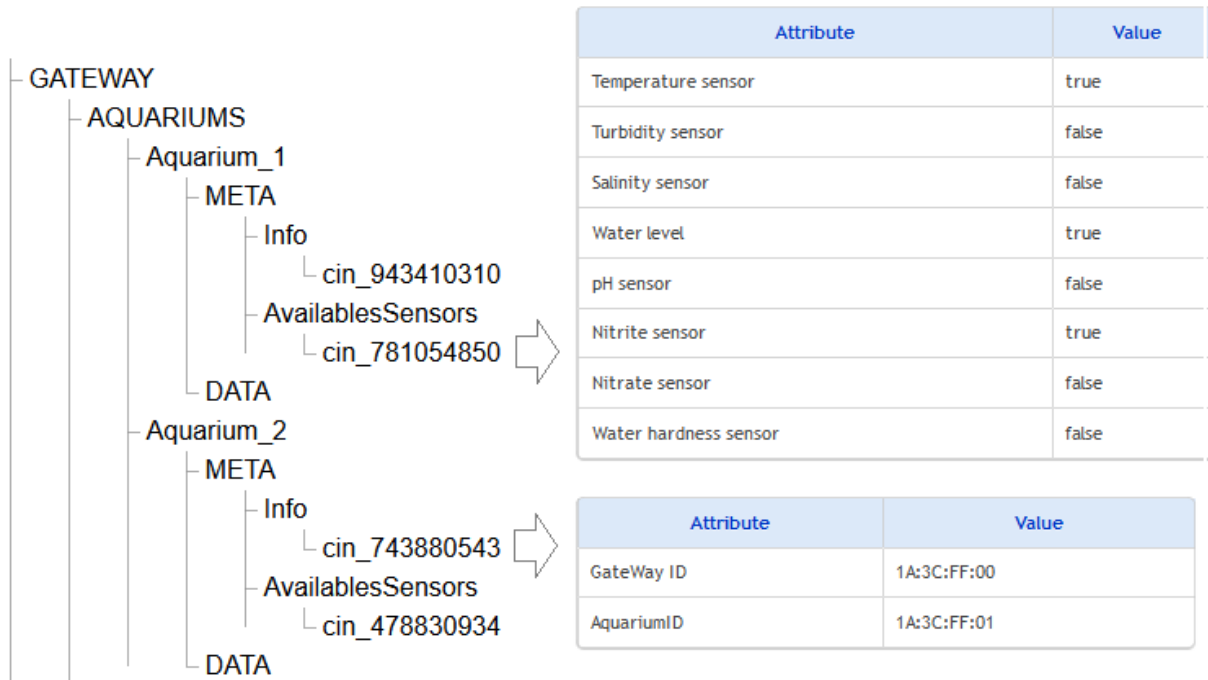 GATEWAY
AQUARIUMS
Aquarium_1
META
Info
cin_943410310
AvailablesSensors
cin_781054850
DATA
Aquarium_2
META
Info
cin_743880543
AvailablesSensors
cin_478830934
DATA
Attribute Value
Temperature sensor true
Turbidity sensor false
Salinity sensor false
Water level true
pH sensor false
Nitrite sensor true
Nitrate sensor false
Water hardness sensor false
Attribute Value
GateWay ID 1A:3C:FF:00
AquariumID 1A:3C:FF:01